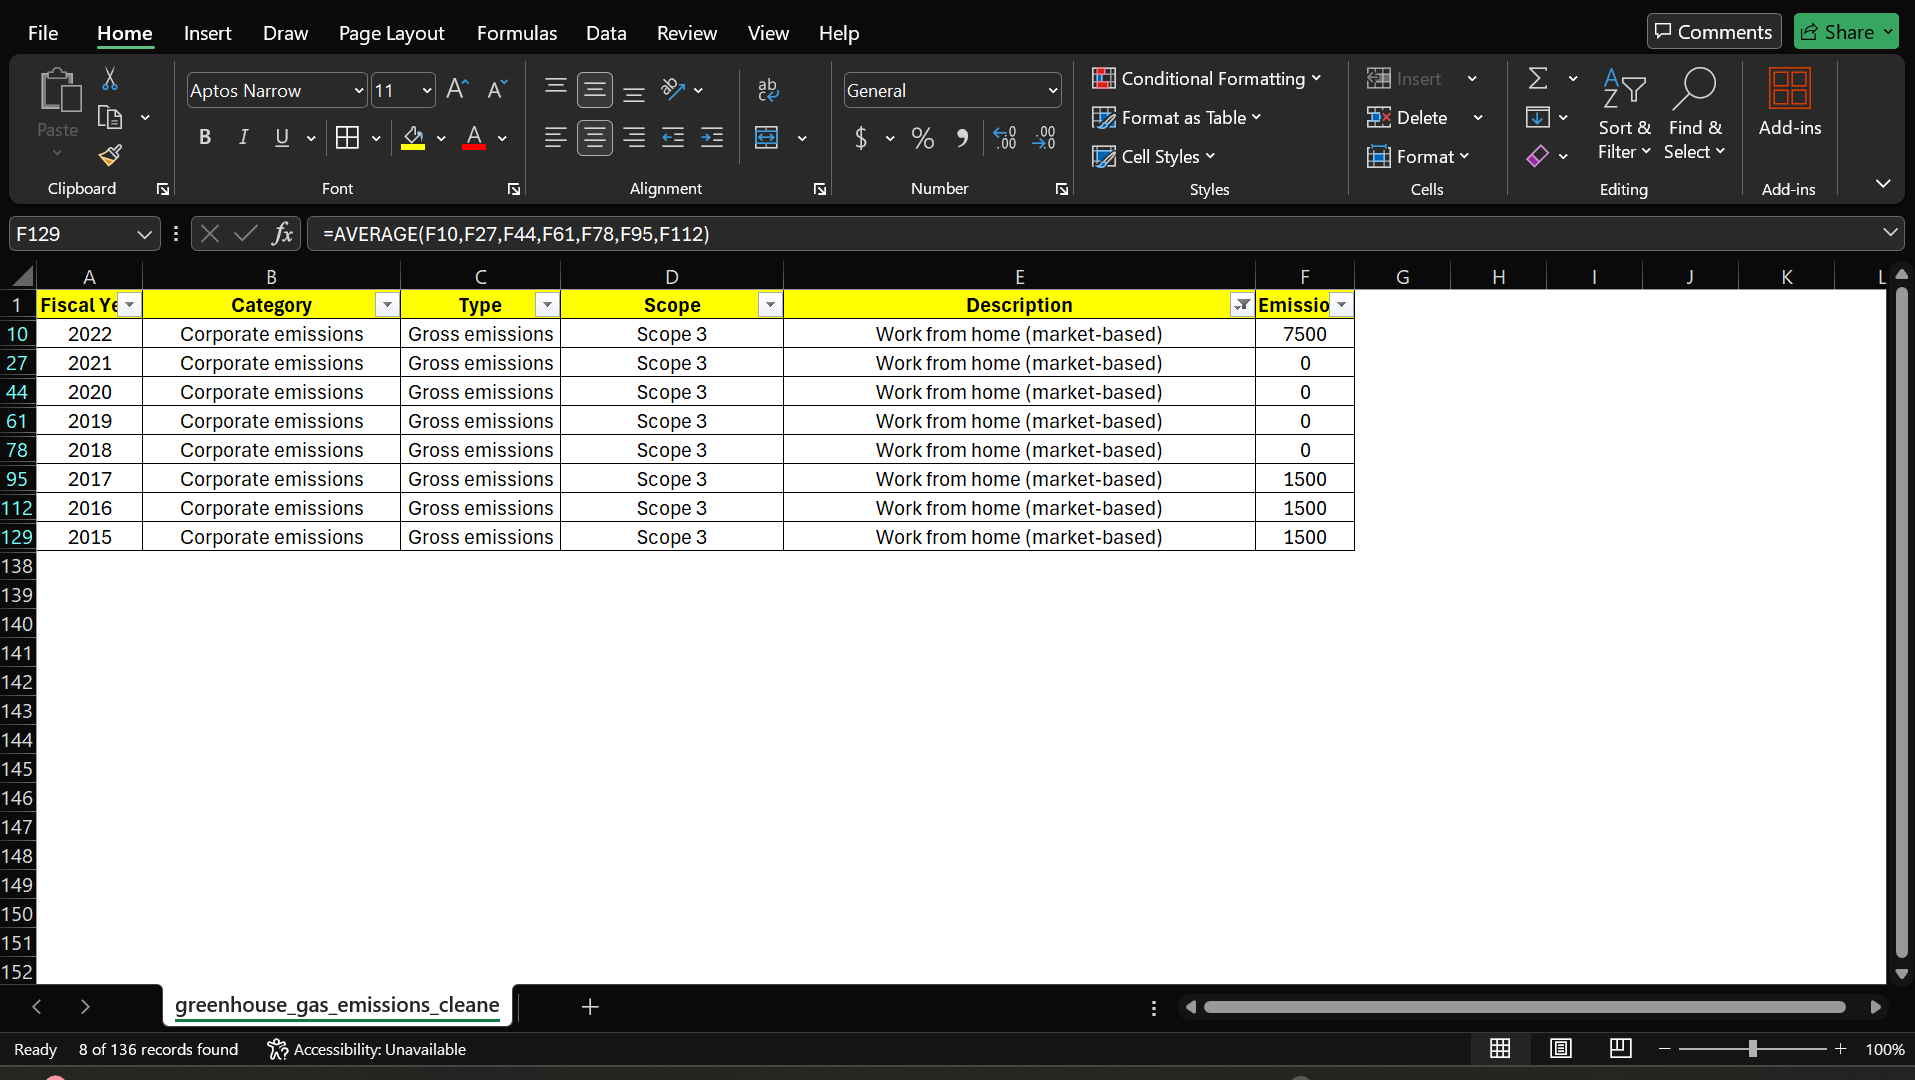 File Home Insert Draw Page Layout Formulas Data Review View Help Comments Share
Paste
Clipboard
Aptos Narrow 11 A A
B I U A
Font
ab
ab
c
Alignment
General
$ % , .0 .00 .00 .0
Number
Conditional Formatting
Format as Table
Cell Styles
Styles
Insert
Delete
Format
Cells
Σ
A
Z
Sort &
Filter
Find &
Select
Editing
Add-ins
Add-ins
F129 fx =AVERAGE(F10,F27,F44,F61,F78,F95,F112)
A B C D E F G H I J K L
1 Fiscal Ye Category Type Scope Description Emissio
10 2022 Corporate emissions Gross emissions Scope 3 Work from home (market-based) 7500
27 2021 Corporate emissions Gross emissions Scope 3 Work from home (market-based) 0
44 2020 Corporate emissions Gross emissions Scope 3 Work from home (market-based) 0
61 2019 Corporate emissions Gross emissions Scope 3 Work from home (market-based) 0
78 2018 Corporate emissions Gross emissions Scope 3 Work from home (market-based) 0
95 2017 Corporate emissions Gross emissions Scope 3 Work from home (market-based) 1500
112 2016 Corporate emissions Gross emissions Scope 3 Work from home (market-based) 1500
129 2015 Corporate emissions Gross emissions Scope 3 Work from home (market-based) 1500
138
139
140
141
142
143
144
145
146
147
148
149
150
151
152
greenhouse_gas_emissions_cleane
Ready 8 of 136 records found Accessibility: Unavailable 100%